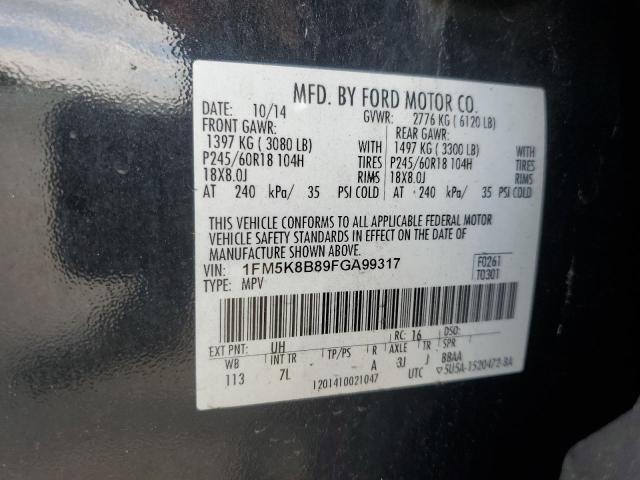 MFD. BY FORD MOTOR CO.
DATE: 10/14 GVWR: 2776 KG ( 6120 LB)
FRONT GAWR: REAR GAWR:
1397 KG ( 3080 LB) WITH 1497 KG ( 3300 LB) WITH
P245/60R18 104H TIRES P245/60R18 104H TIRES
18X8.0J RIMS 18X8.0J RIMS
AT 240 kPa/ 35 PSI COLD AT 240 kPa/ 35 PSI COLD
THIS VEHICLE CONFORMS TO ALL APPLICABLE FEDERAL MOTOR
VEHICLE SAFETY STANDARDS IN EFFECT ON THE DATE OF
MANUFACTURE SHOWN ABOVE.
VIN: 1FM5K8B89FGA99317 F0261
TYPE: MPV T0301
EXT PNT: UH RC: 16 DSO:
WB INT TR TP/PS R AXLE TR SPR
113 7L A 3J J BBAA
1201410021047 UTC ▽5U5A-1520472-BA